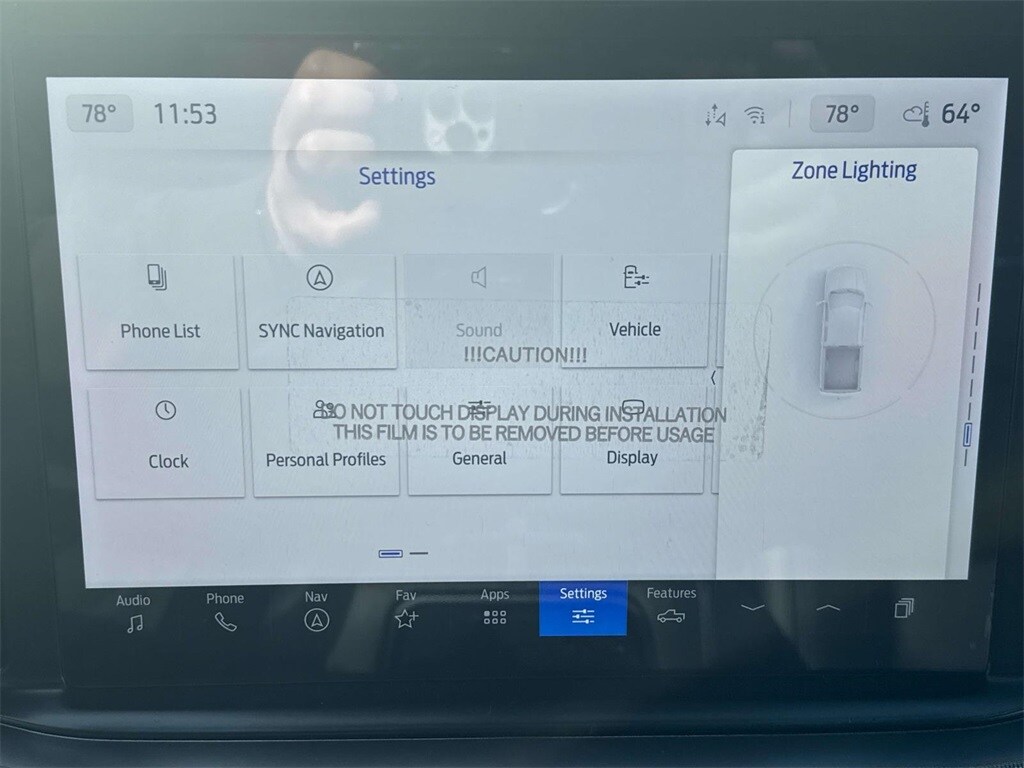 78°
11:53
78°
64°
Settings
Zone Lighting
Phone List
SYNC Navigation
Sound
Vehicle
!!!CAUTION!!!
DO NOT TOUCH DISPLAY DURING INSTALLATION
THIS FILM IS TO BE REMOVED BEFORE USAGE
Clock
Personal Profiles
General
Display
Audio
Phone
Nav
Fav
Apps
Settings
Features